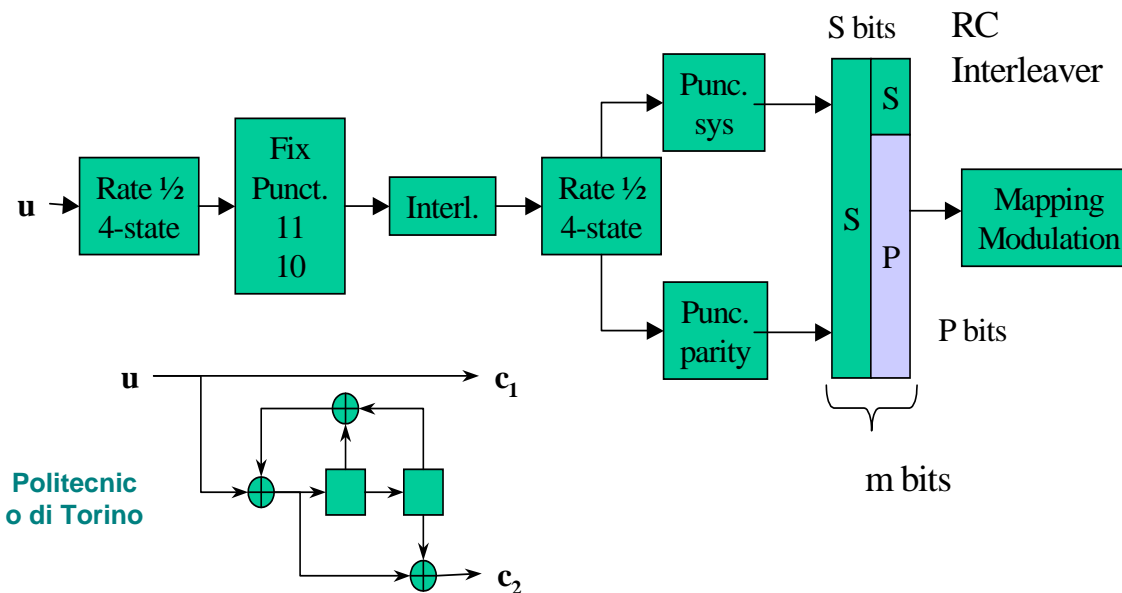 S bits
RC
Interleaver
Punc.
sys
S
Fix
Punct.
11
10
u
Rate ½
4-state
Interl.
Rate ½
4-state
S
P
Mapping
Modulation
Punc.
parity
P bits
u
c1
m bits
Politecnic
o di Torino
c2